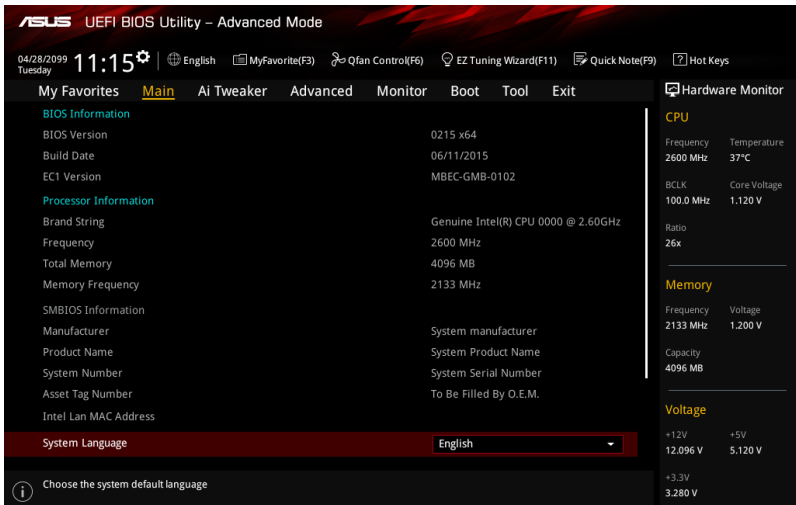 ASUS UEFI BIOS Utility – Advanced Mode
04/28/2099
Tuesday
11:15
English
MyFavorite(F3)
Qfan Control(F6)
EZ Tuning Wizard(F11)
Quick Note(F9)
? Hot Keys
My Favorites Main Ai Tweaker Advanced Monitor Boot Tool Exit
BIOS Information
BIOS Version 0215 x64
Build Date 06/11/2015
EC1 Version MBEC-GMB-0102
Processor Information
Brand String Genuine Intel(R) CPU 0000 @ 2.60GHz
Frequency 2600 MHz
Total Memory 4096 MB
Memory Frequency 2133 MHz
SMBIOS Information
Manufacturer System manufacturer
Product Name System Product Name
System Number System Serial Number
Asset Tag Number To Be Filled By O.E.M.
Intel Lan MAC Address
System Language English
i Choose the system default language
Hardware Monitor
CPU
Frequency Temperature
2600 MHz 37°C
BCLK Core Voltage
100.0 MHz 1.120 V
Ratio
26x
Memory
Frequency Voltage
2133 MHz 1.200 V
Capacity
4096 MB
Voltage
+12V +5V
12.096 V 5.120 V
+3.3V
3.280 V